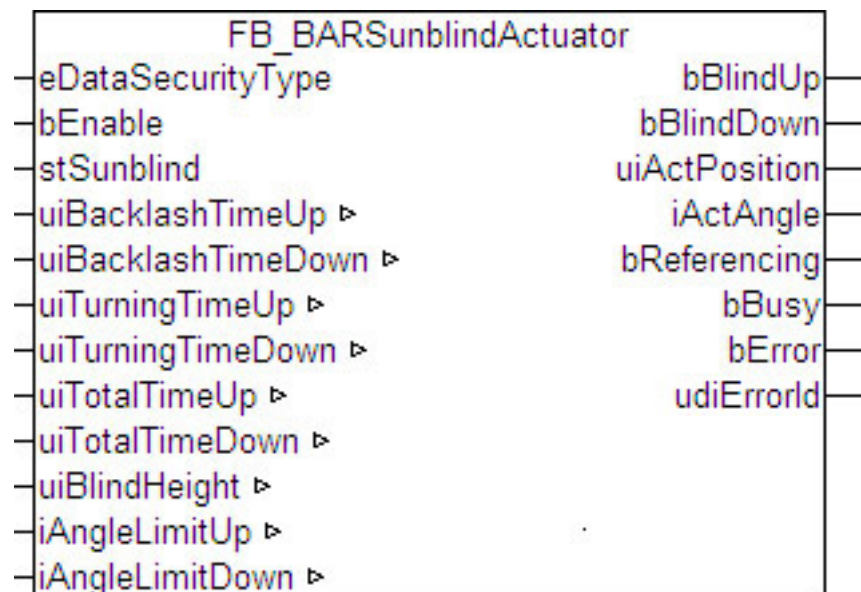 FB_BARSunblindActuator
eDataSecurityType bBlindUp
bEnable bBlindDown
stSunblind uiActPosition
uiBacklashTimeUp iActAngle
uiBacklashTimeDown bReferencing
uiTurningTimeUp bBusy
uiTurningTimeDown bError
uiTotalTimeUp udiErrorId
uiTotalTimeDown
uiBlindHeight
iAngleLimitUp
iAngleLimitDown